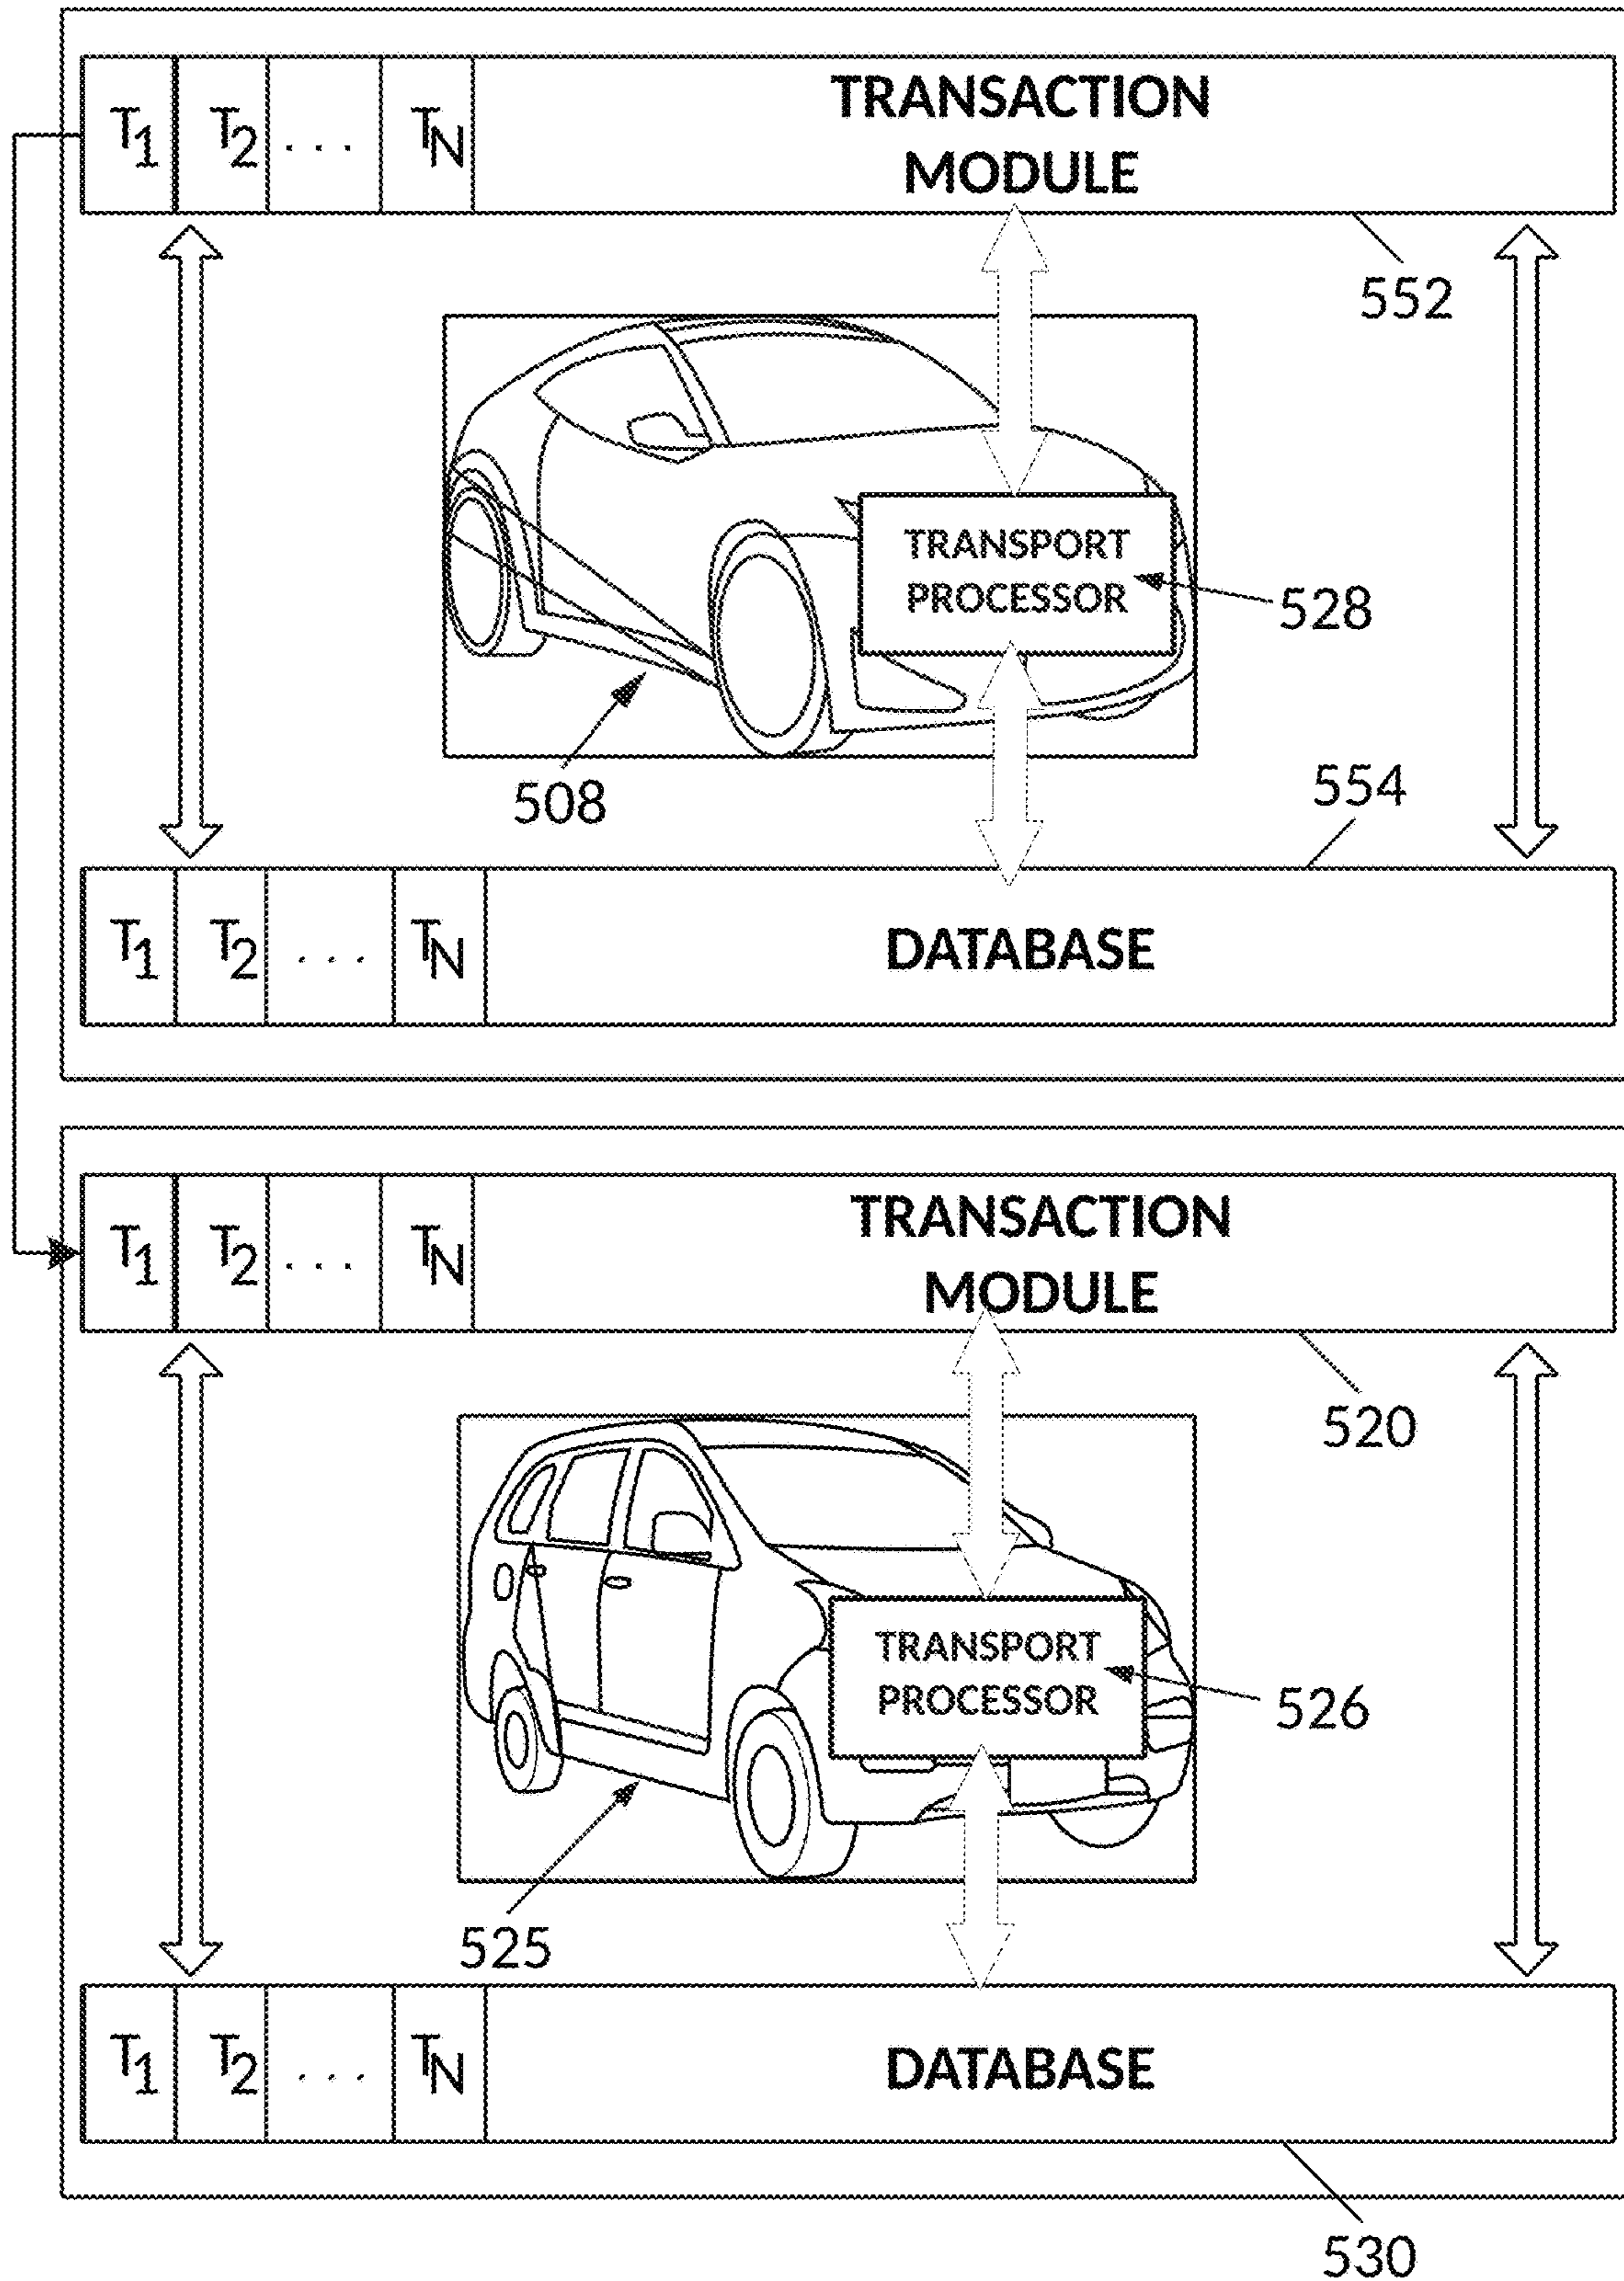 T1 T2 . . . TN TRANSACTION
MODULE
552
TRANSPORT
PROCESSOR
528
508
554
T1 T2 . . . TN DATABASE
T1 T2 . . . TN TRANSACTION
MODULE
520
TRANSPORT
PROCESSOR
526
525
T1 T2 . . . TN DATABASE
530